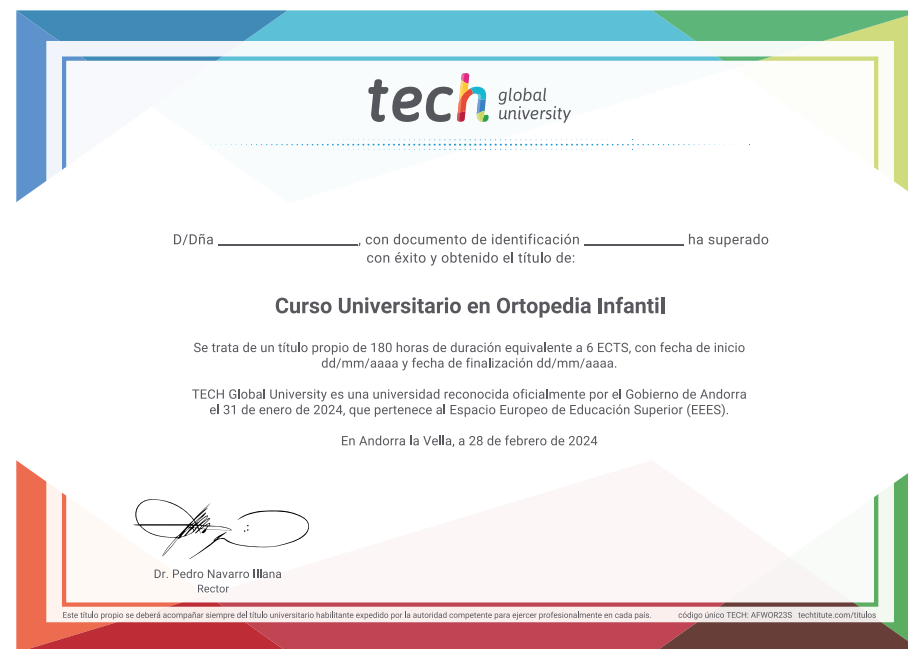 tech global university
D/Dña ____________________, con documento de identificación ______________ ha superado
con éxito y obtenido el título de:
Curso Universitario en Ortopedia Infantil
Se trata de un título propio de 180 horas de duración equivalente a 6 ECTS, con fecha de inicio
dd/mm/aaaa y fecha de finalización dd/mm/aaaa.
TECH Global University es una universidad reconocida oficialmente por el Gobierno de Andorra
el 31 de enero de 2024, que pertenece al Espacio Europeo de Educación Superior (EEES).
En Andorra la Vella, a 28 de febrero de 2024
Dr. Pedro Navarro Illana
Rector
Este título propio se deberá acompañar siempre del título universitario habilitante expedido por la autoridad competente para ejercer profesionalmente en cada país. código único TECH: AFWOR23S techtitute.com/titulos